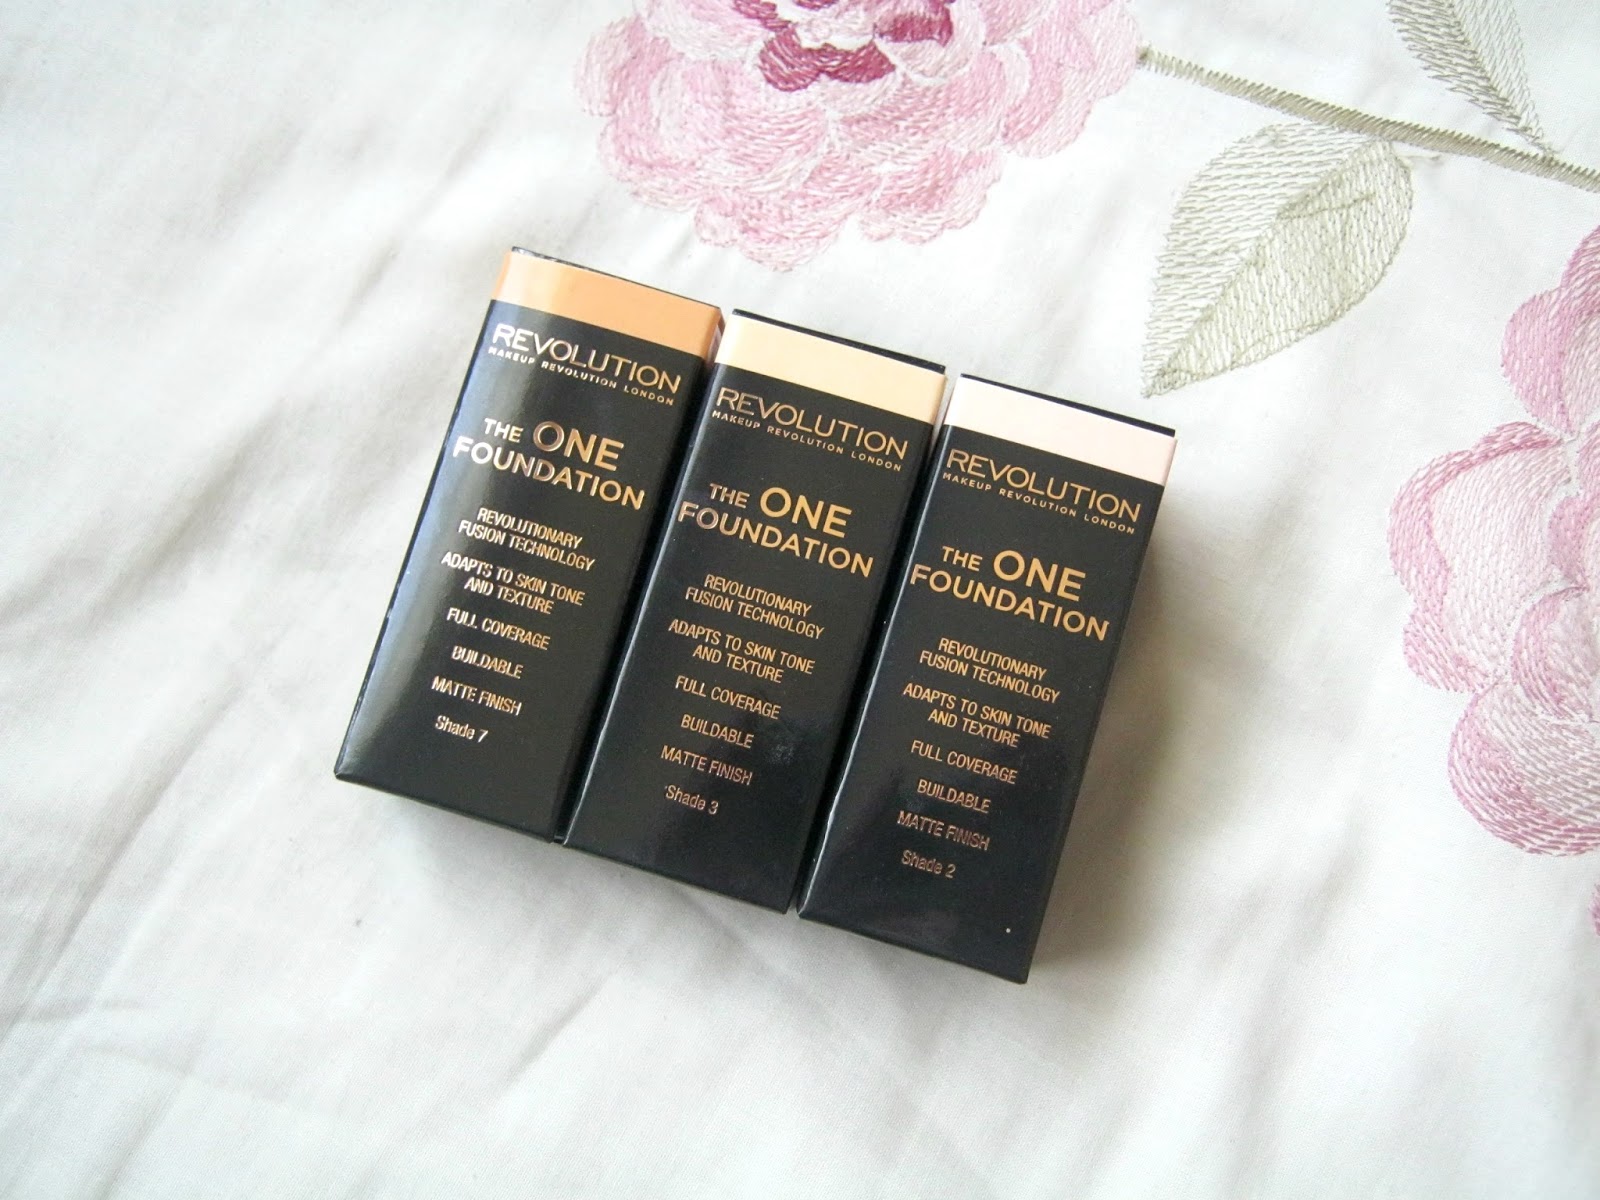 REVOLUTION
MAKEUP REVOLUTION LONDON
THE ONE
FOUNDATION
REVOLUTIONARY
FUSION TECHNOLOGY
ADAPTS TO SKIN TONE
AND TEXTURE
FULL COVERAGE
BUILDABLE
MATTE FINISH
Shade 7
REVOLUTION
MAKEUP REVOLUTION LONDON
THE ONE
FOUNDATION
REVOLUTIONARY
FUSION TECHNOLOGY
ADAPTS TO SKIN TONE
AND TEXTURE
FULL COVERAGE
BUILDABLE
MATTE FINISH
Shade 3
REVOLUTION
MAKEUP REVOLUTION LONDON
THE ONE
FOUNDATION
REVOLUTIONARY
FUSION TECHNOLOGY
ADAPTS TO SKIN TONE
AND TEXTURE
FULL COVERAGE
BUILDABLE
MATTE FINISH
Shade 2